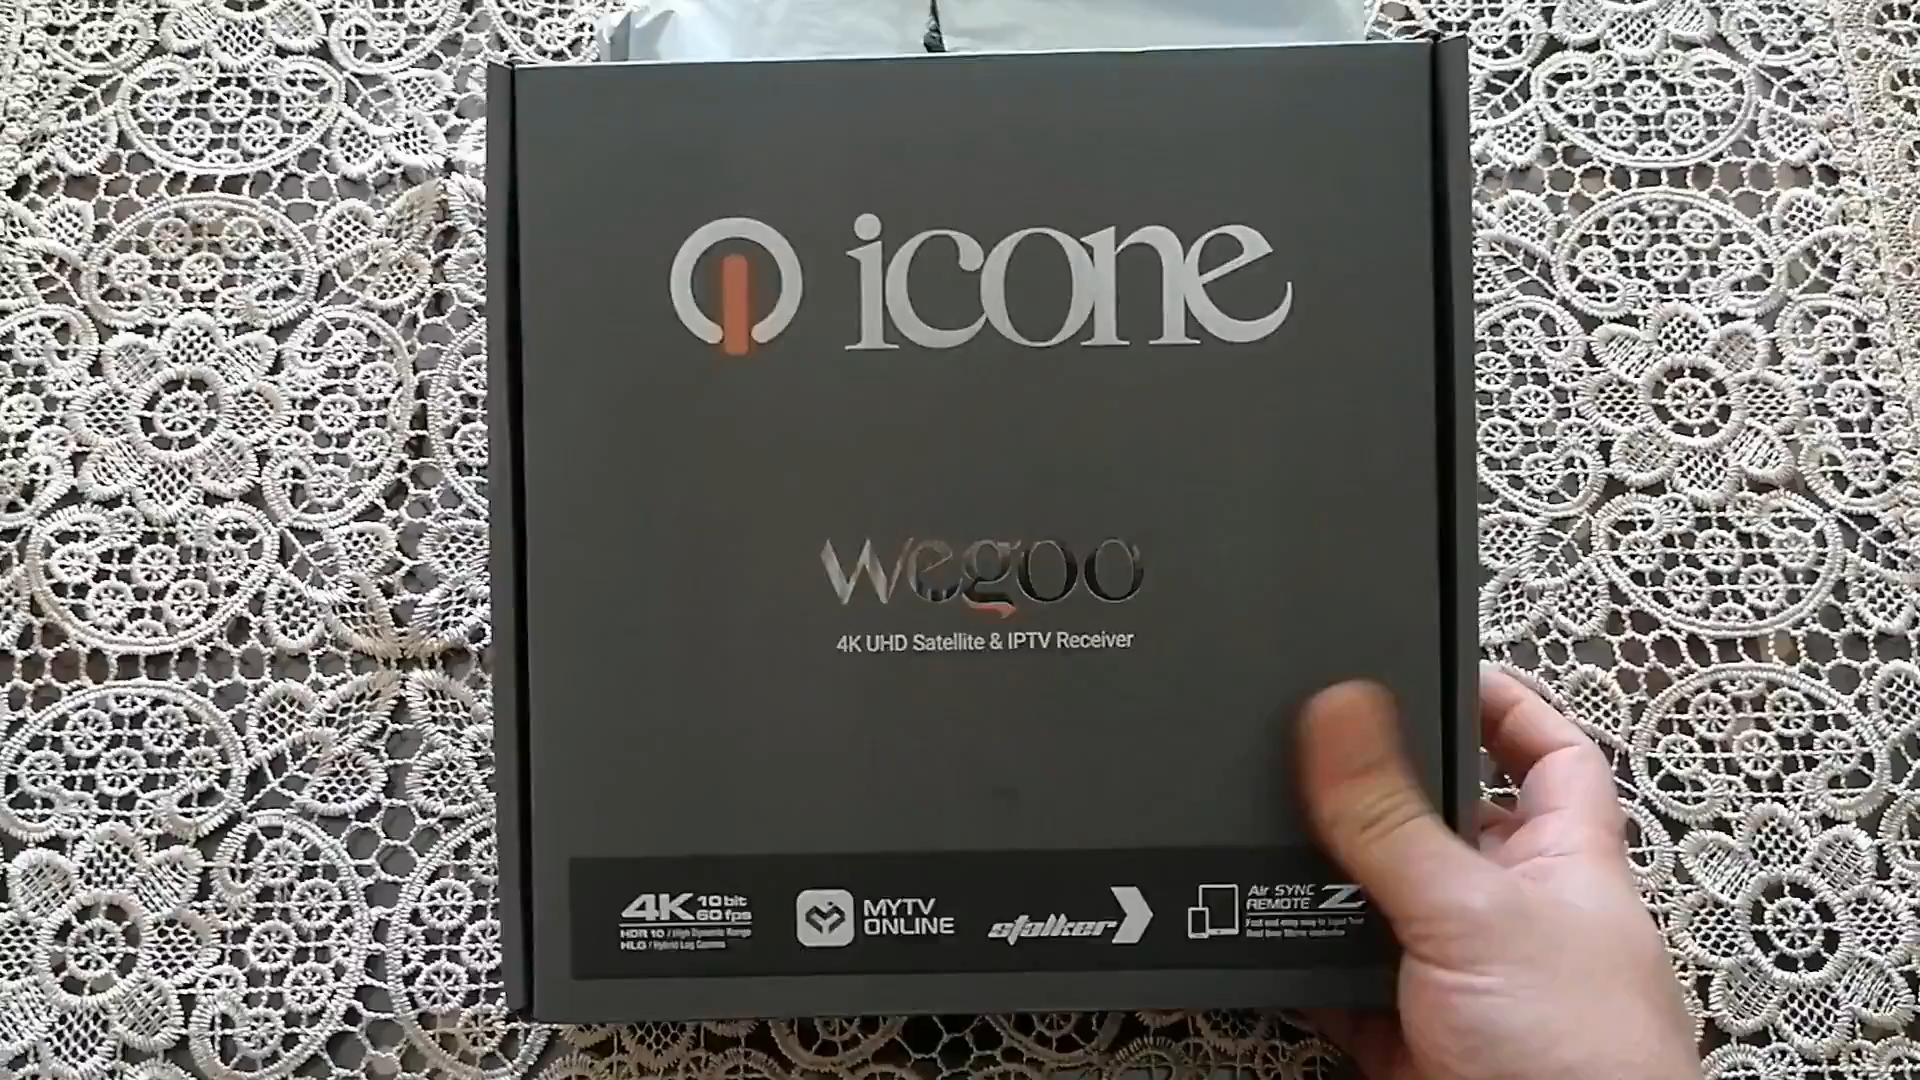 icone
wegoo
4K UHD Satellite & IPTV Receiver
4K 10 bit
60 fps
HDR 10 / High Dynamic Range
HLG / Hybrid Log Gamma
MYTV
ONLINE
stalker
Air SYNC
REMOTE Z